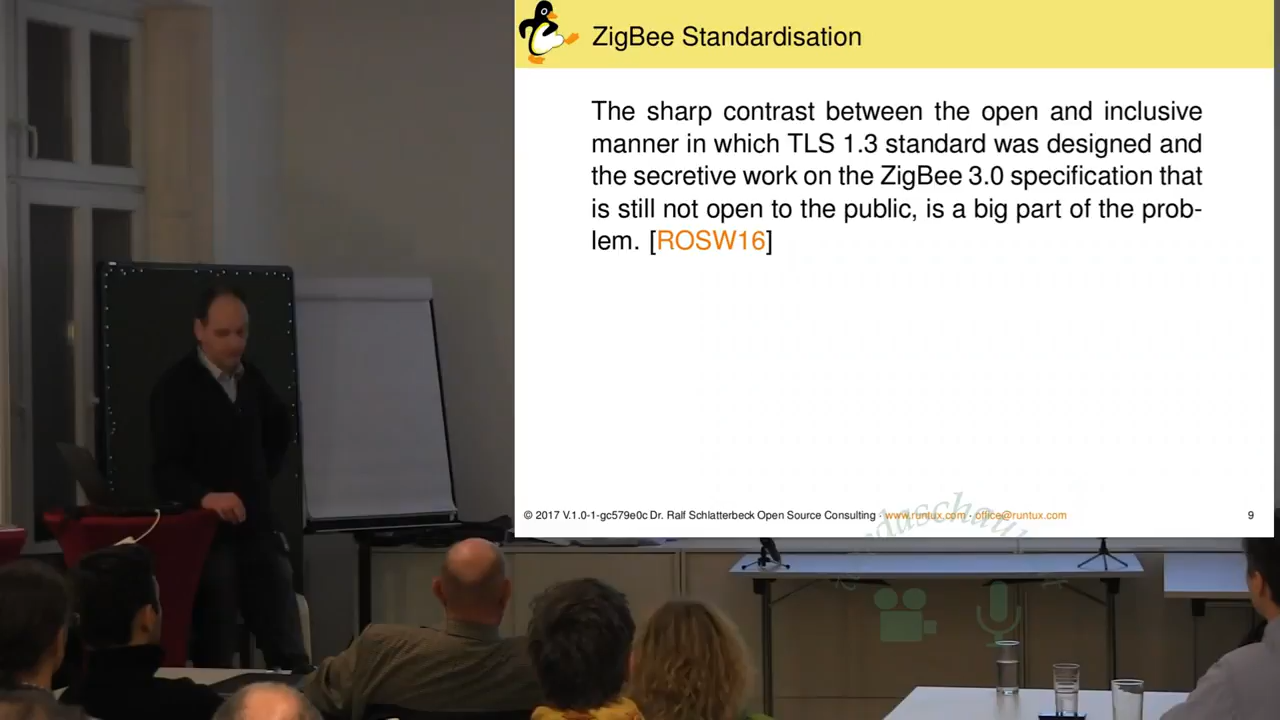 ZigBee Standardisation
The sharp contrast between the open and inclusive
manner in which TLS 1.3 standard was designed and
the secretive work on the ZigBee 3.0 specification that
is still not open to the public, is a big part of the prob-
lem. [ROSW16]
© 2017 V.1.0-1-gc579e0c Dr. Ralf Schlatterbeck Open Source Consulting · www.runtux.com · office@runtux.com
9